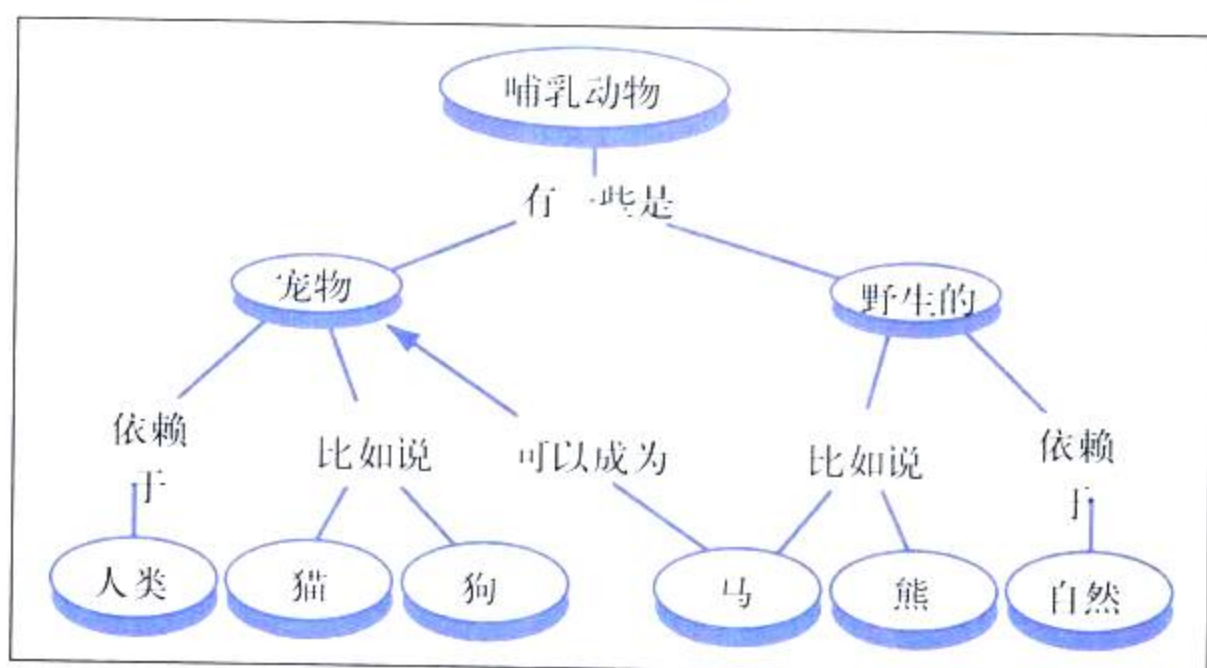 哺乳动物
有一些是
宠物
野生的
依赖
于
比如说
可以成为
比如说
依赖
于
人类
猫
狗
马
熊
自然